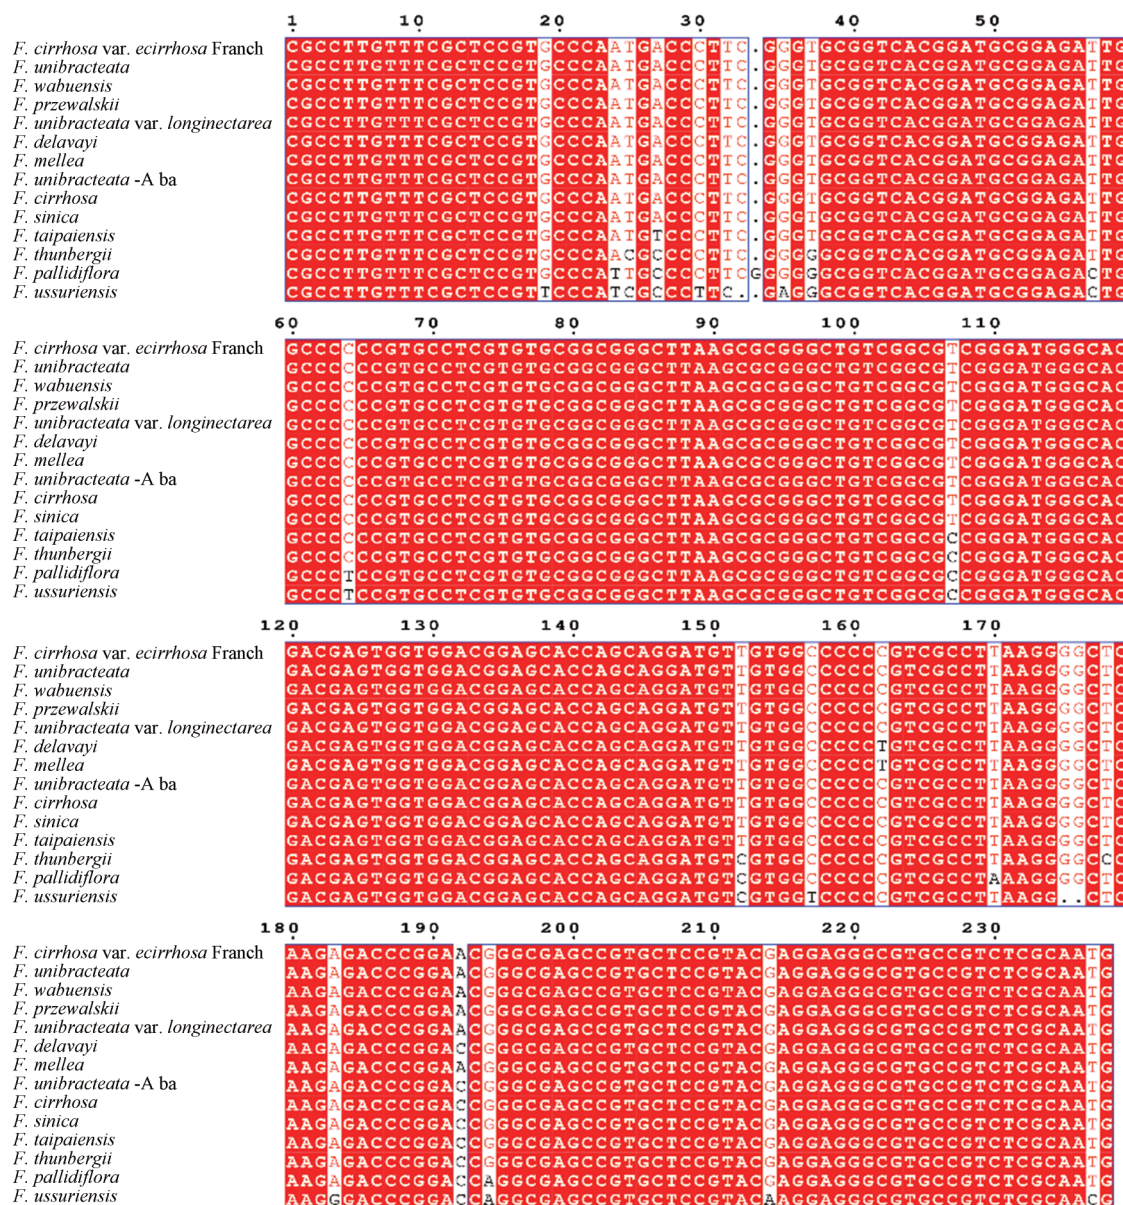 1 10 20 30 40 50
F. cirrhosa var. ecirrhosa Franch CGCCTTGTTTCGCTCCGTGCCCAATGACCCTTC.GGGTGCGGTCACGGATGCGGAGATTG
F. unibracteata CGCCTTGTTTCGCTCCGTGCCCAATGACCCTTC.GGGTGCGGTCACGGATGCGGAGATTG
F. wabuensis CGCCTTGTTTCGCTCCGTGCCCAATGACCCTTC.GGGTGCGGTCACGGATGCGGAGATTG
F. przewalskii CGCCTTGTTTCGCTCCGTGCCCAATGACCCTTC.GGGTGCGGTCACGGATGCGGAGATTG
F. unibracteata var. longinectarea CGCCTTGTTTCGCTCCGTGCCCAATGACCCTTC.GGGTGCGGTCACGGATGCGGAGATTG
F. delavayi CGCCTTGTTTCGCTCCGTGCCCAATGACCCTTC.GGGTGCGGTCACGGATGCGGAGATTG
F. mellea CGCCTTGTTTCGCTCCGTGCCCAATGACCCTTC.GGGTGCGGTCACGGATGCGGAGATTG
F. unibracteata -A ba CGCCTTGTTTCGCTCCGTGCCCAATGACCCTTC.GGGTGCGGTCACGGATGCGGAGATTG
F. cirrhosa CGCCTTGTTTCGCTCCGTGCCCAATGACCCTTC.GGGTGCGGTCACGGATGCGGAGATTG
F. sinica CGCCTTGTTTCGCTCCGTGCCCAATGACCCTTC.GGGTGCGGTCACGGATGCGGAGATTG
F. taipaiensis CGCCTTGTTTCGCTCCGTGCCCAATGTCCCTTC.GGGTGCGGTCACGGATGCGGAGATTG
F. thunbergii CGCCTTGTTTCGCTCCGTGCCCAACGCCCCTTC.GGGGGCGGTCACGGATGCGGAGATTG
F. pallidiflora CGCCTTGTTTCGCTCCGTGCCCATTGCCCCTTCGGGGGGCGGTCACGGATGCGGAGACTG
F. ussuriensis CGCCTTGTTTCGCTCCGTTCCCATCGCCCTTC..GAGGGCGGTCACGGATGCGGAGACTG
60 70 80 90 100 110
F. cirrhosa var. ecirrhosa Franch GCCCCCCGTGCCTCGTGTGCGGCGGGCTTAAGCGCGGGCTGTCGGCGTCGGGATGGGCAC
F. unibracteata GCCCCCCGTGCCTCGTGTGCGGCGGGCTTAAGCGCGGGCTGTCGGCGTCGGGATGGGCAC
F. wabuensis GCCCCCCGTGCCTCGTGTGCGGCGGGCTTAAGCGCGGGCTGTCGGCGTCGGGATGGGCAC
F. przewalskii GCCCCCCGTGCCTCGTGTGCGGCGGGCTTAAGCGCGGGCTGTCGGCGTCGGGATGGGCAC
F. unibracteata var. longinectarea GCCCCCCGTGCCTCGTGTGCGGCGGGCTTAAGCGCGGGCTGTCGGCGTCGGGATGGGCAC
F. delavayi GCCCCCCGTGCCTCGTGTGCGGCGGGCTTAAGCGCGGGCTGTCGGCGTCGGGATGGGCAC
F. mellea GCCCCCCGTGCCTCGTGTGCGGCGGGCTTAAGCGCGGGCTGTCGGCGTCGGGATGGGCAC
F. unibracteata -A ba GCCCCCCGTGCCTCGTGTGCGGCGGGCTTAAGCGCGGGCTGTCGGCGTCGGGATGGGCAC
F. cirrhosa GCCCCCCGTGCCTCGTGTGCGGCGGGCTTAAGCGCGGGCTGTCGGCGTCGGGATGGGCAC
F. sinica GCCCCCCGTGCCTCGTGTGCGGCGGGCTTAAGCGCGGGCTGTCGGCGTCGGGATGGGCAC
F. taipaiensis GCCCCCCGTGCCTCGTGTGCGGCGGGCTTAAGCGCGGGCTGTCGGCGCCGGGATGGGCAC
F. thunbergii GCCCCCCGTGCCTCGTGTGCGGCGGGCTTAAGCGCGGGCTGTCGGCGCCGGGATGGGCAC
F. pallidiflora GCCCTCCGTGCCTCGTGTGCGGCGGGCTTAAGCGCGGGCTGTCGGCGCCGGGATGGGCAC
F. ussuriensis GCCCTCCGTGCCTCGTGTGCGGCGGGCTTAAGCGCGGGCTGTCGGCGCCGGGATGGGCAC
120 130 140 150 160 170
F. cirrhosa var. ecirrhosa Franch GACGAGTGGTGGACGGAGCACCAGCAGGATGTTGTGGCCCCCCGTCGCCTTAAGGGGCTC
F. unibracteata GACGAGTGGTGGACGGAGCACCAGCAGGATGTTGTGGCCCCCCGTCGCCTTAAGGGGCTC
F. wabuensis GACGAGTGGTGGACGGAGCACCAGCAGGATGTTGTGGCCCCCCGTCGCCTTAAGGGGCTC
F. przewalskii GACGAGTGGTGGACGGAGCACCAGCAGGATGTTGTGGCCCCCCGTCGCCTTAAGGGGCTC
F. unibracteata var. longinectarea GACGAGTGGTGGACGGAGCACCAGCAGGATGTTGTGGCCCCCCGTCGCCTTAAGGGGCTC
F. delavayi GACGAGTGGTGGACGGAGCACCAGCAGGATGTTGTGGCCCCCTGTCGCCTTAAGGGGCTC
F. mellea GACGAGTGGTGGACGGAGCACCAGCAGGATGTTGTGGCCCCCTGTCGCCTTAAGGGGCTC
F. unibracteata -A ba GACGAGTGGTGGACGGAGCACCAGCAGGATGTTGTGGCCCCCCGTCGCCTTAAGGGGCTC
F. cirrhosa GACGAGTGGTGGACGGAGCACCAGCAGGATGTTGTGGCCCCCCGTCGCCTTAAGGGGCTC
F. sinica GACGAGTGGTGGACGGAGCACCAGCAGGATGTTGTGGCCCCCCGTCGCCTTAAGGGGCTC
F. taipaiensis GACGAGTGGTGGACGGAGCACCAGCAGGATGTTGTGGCCCCCCGTCGCCTTAAGGGGCTC
F. thunbergii GACGAGTGGTGGACGGAGCACCAGCAGGATGTCGTGGCCCCCCGTCGCCTTAAGGGGCCC
F. pallidiflora GACGAGTGGTGGACGGAGCACCAGCAGGATGTCGTGGCCCCCCGTCGCCTAAAGGGGCTC
F. ussuriensis GACGAGTGGTGGACGGAGCACCAGCAGGATGTCGTGGTCCCCCGTCGCCTTAAGG..CTC
180 190 200 210 220 230
F. cirrhosa var. ecirrhosa Franch AAGAGACCCGGAACGGGCGAGCCGTGCTCCGTACGAGGAGGGCGTGCCGTCTCGCAATG
F. unibracteata AAGAGACCCGGAACGGGCGAGCCGTGCTCCGTACGAGGAGGGCGTGCCGTCTCGCAATG
F. wabuensis AAGAGACCCGGAACGGGCGAGCCGTGCTCCGTACGAGGAGGGCGTGCCGTCTCGCAATG
F. przewalskii AAGAGACCCGGAACGGGCGAGCCGTGCTCCGTACGAGGAGGGCGTGCCGTCTCGCAATG
F. unibracteata var. longinectarea AAGAGACCCGGAACGGGCGAGCCGTGCTCCGTACGAGGAGGGCGTGCCGTCTCGCAATG
F. delavayi AAGAGACCCGGACCGGGCGAGCCGTGCTCCGTACGAGGAGGGCGTGCCGTCTCGCAATG
F. mellea AAGAGACCCGGAACGGGCGAGCCGTGCTCCGTACGAGGAGGGCGTGCCGTCTCGCAATG
F. unibracteata -A ba AAGAGACCCGGACCGGGCGAGCCGTGCTCCGTACGAGGAGGGCGTGCCGTCTCGCAATG
F. cirrhosa AAGAGACCCGGACCGGGCGAGCCGTGCTCCGTACGAGGAGGGCGTGCCGTCTCGCAATG
F. sinica AAGAGACCCGGACCGGGCGAGCCGTGCTCCGTACGAGGAGGGCGTGCCGTCTCGCAATG
F. taipaiensis AAGAGACCCGGACCGGGCGAGCCGTGCTCCGTACGAGGAGGGCGTGCCGTCTCGCAATG
F. thunbergii AAGAGACCCGGACCGGGCGAGCCGTGCTCCGTACGAGGAGGGCGTGCCGTCTCGCAATG
F. pallidiflora AAGAGACCCGGACCAGGCGAGCCGTGCTCCGTACGAGGAGGGCGTGCCGTCTCGCAATG
F. ussuriensis AAGGGACCCGGACCAGGCGAGCCGTGCTCCGTACAAGGAGGGCGTGCCGTCTCGCAACG